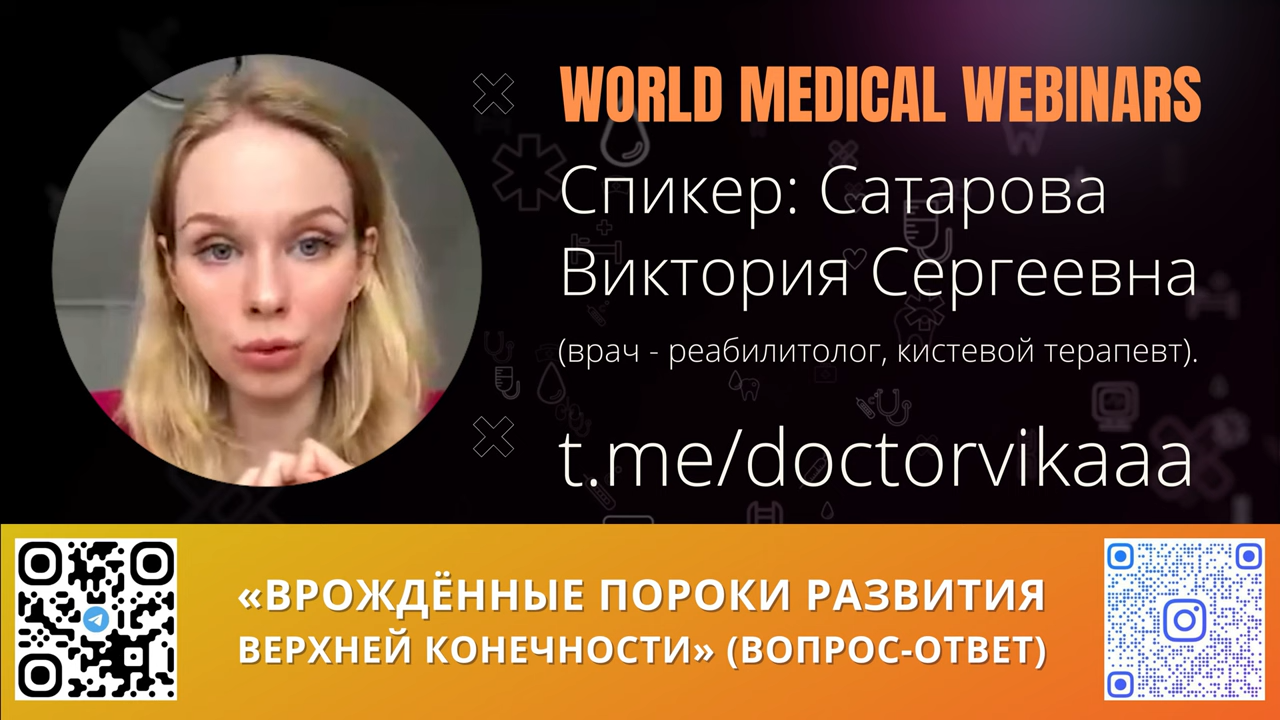 WORLD MEDICAL WEBINARS
Спикер: Сатарова
Виктория Сергеевна
(врач - реабилитолог, кистевой терапевт).
t.me/doctorvikaaa
«ВРОЖДЁННЫЕ ПОРОКИ РАЗВИТИЯ
ВЕРХНЕЙ КОНЕЧНОСТИ» (ВОПРОС-ОТВЕТ)